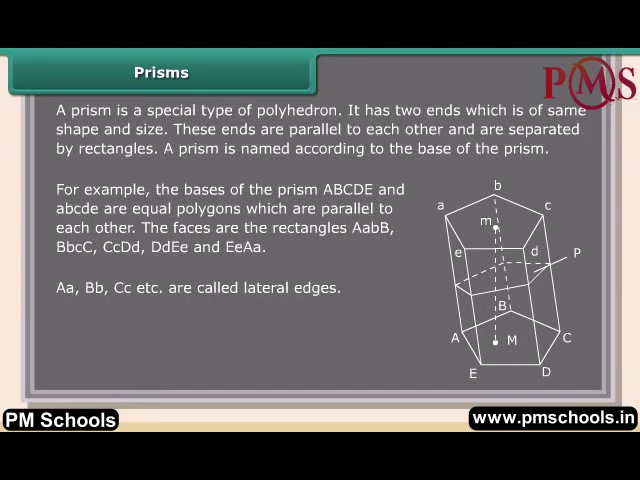 Prisms
PMS
A prism is a special type of polyhedron. It has two ends which is of same
shape and size. These ends are parallel to each other and are separated
by rectangles. A prism is named according to the base of the prism.
For example, the bases of the prism ABCDE and
abcde are equal polygons which are parallel to
each other. The faces are the rectangles AabB,
BbcC, CcDd, DdEe and EeAa.
Aa, Bb, Cc etc. are called lateral edges.
b
a
c
m
e
d
P
B
A
M
C
E
D
PM Schools
www.pmschools.in